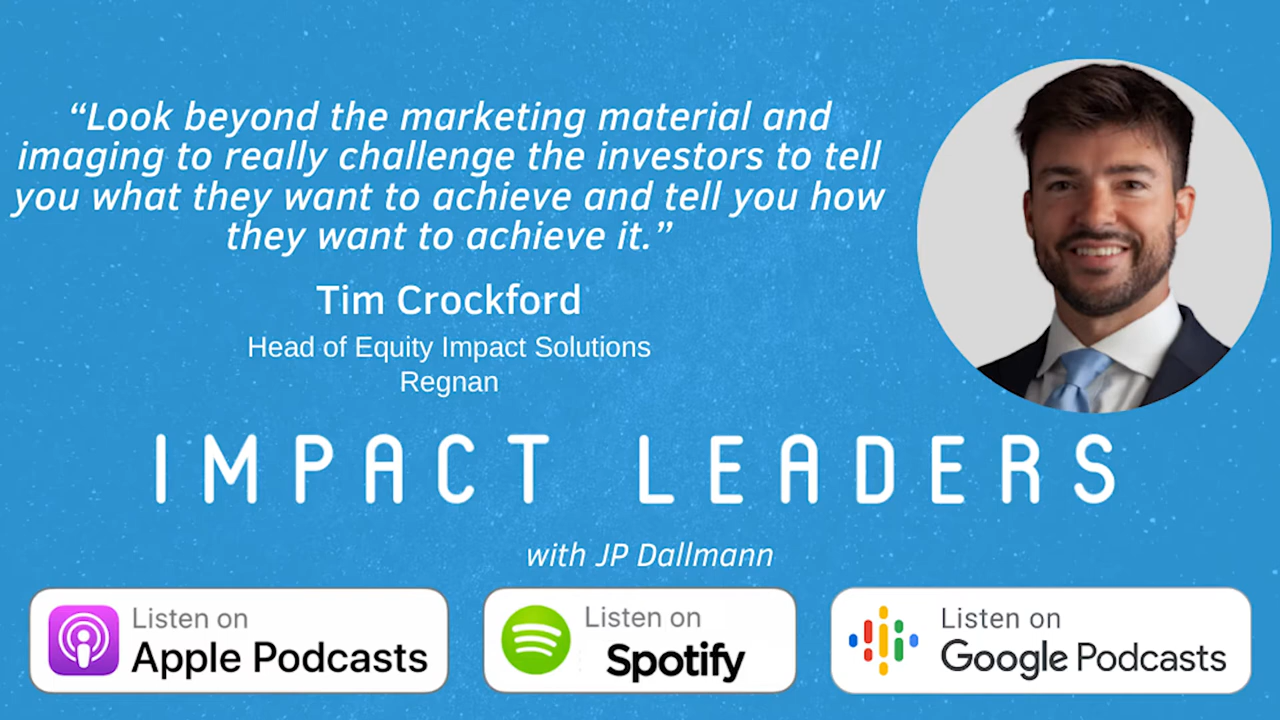 “Look beyond the marketing material and
imaging to really challenge the investors to tell
you what they want to achieve and tell you how
they want to achieve it.”
Tim Crockford
Head of Equity Impact Solutions
Regnan
IMPACT LEADERS
with JP Dallmann
Listen on
Apple Podcasts
Listen on
Spotify
Listen on
Google Podcasts